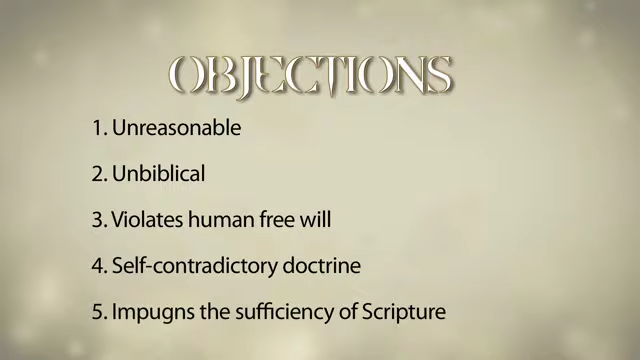 OBJECTIONS
1. Unreasonable
2. Unbiblical
3. Violates human free will
4. Self-contradictory doctrine
5. Impugns the sufficiency of Scripture